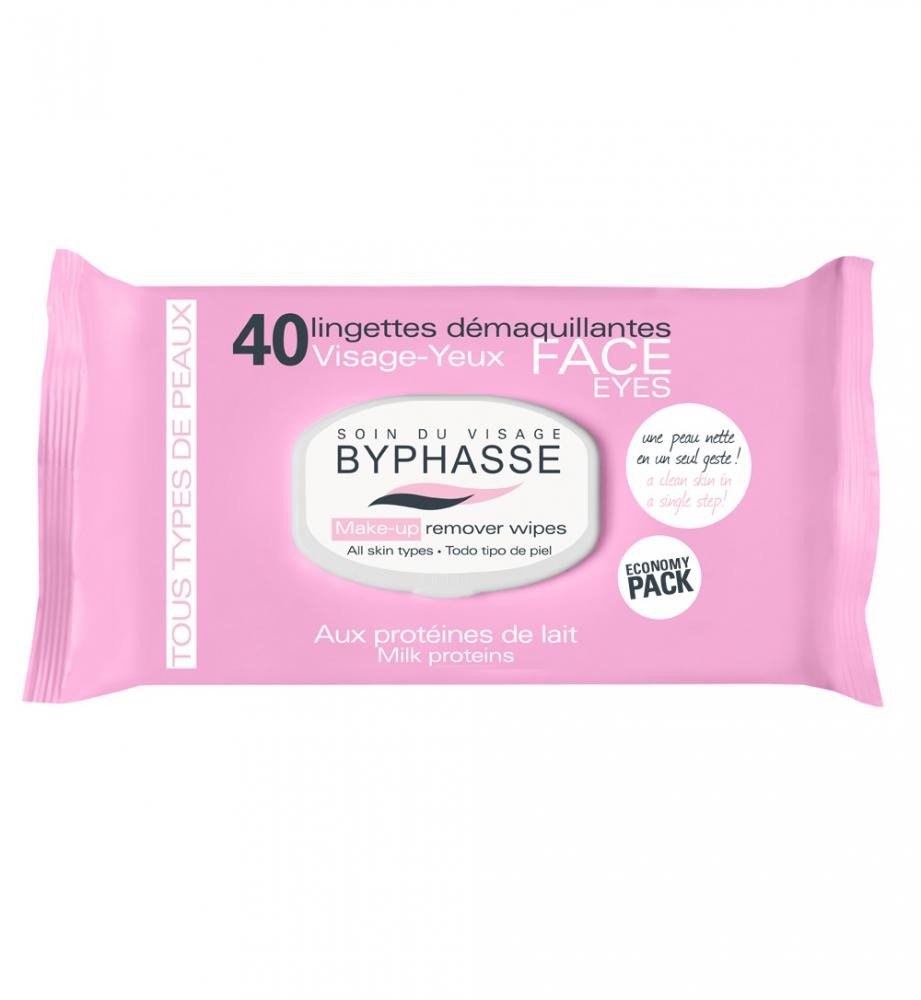 TOUS TYPES DE PEAUX
40 lingettes démaquillantes
Visage-Yeux FACE
EYES
SOIN DU VISAGE
BYPHASSE
Make-up remover wipes
All skin types • Todo tipo de piel
une peau nette
en un seul geste!
a clean skin in
a single step!
ECONOMY
PACK
Aux protéines de lait
Milk proteins